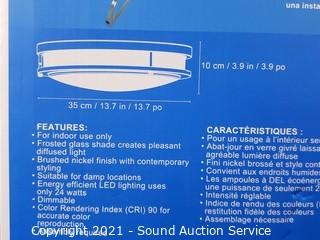 una insta
10 cm / 3.9 in / 3.9 po
35 cm / 13.7 in / 13.7 po
FEATURES:
• For indoor use only
• Frosted glass shade creates pleasant diffused light
• Brushed nickel finish with contemporary styling
• Suitable for damp locations
• Energy efficient LED lighting uses only 24 watts
• Dimmable
• Color Rendering Index (CRI) 90 for accurate color reproduction
CARACTÉRISTIQUES :
• Pour un usage à l'intérieur se
• Abat-jour en verre givré laissa
agréable lumière diffuse
• Fini nickel brossé et style cont
• Convient aux endroits humides
• Les ampoules à DEL écoénerg
une puissance de seulement 2
• Intensité réglable
• Indice de rendu des couleurs (I
restitution fidèle des couleurs
• Assemblage nécessaire
Copyright 2021 - Sound Auction Service